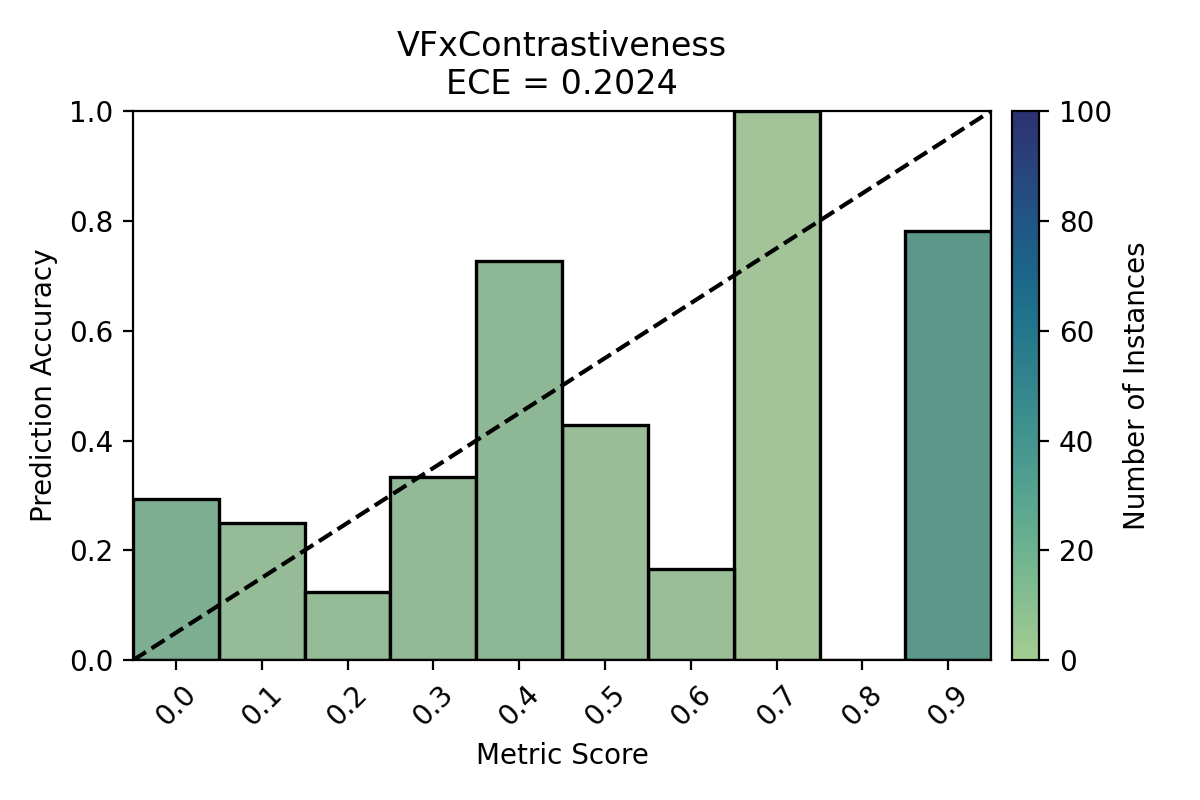 VFxContrastiveness
ECE = 0.2024
1.0
0.8
0.6
0.4
0.2
0.0
Prediction Accuracy
0.0 0.1 0.2 0.3 0.4 0.5 0.6 0.7 0.8 0.9
Metric Score
100
80
60
40
20
0
Number of Instances